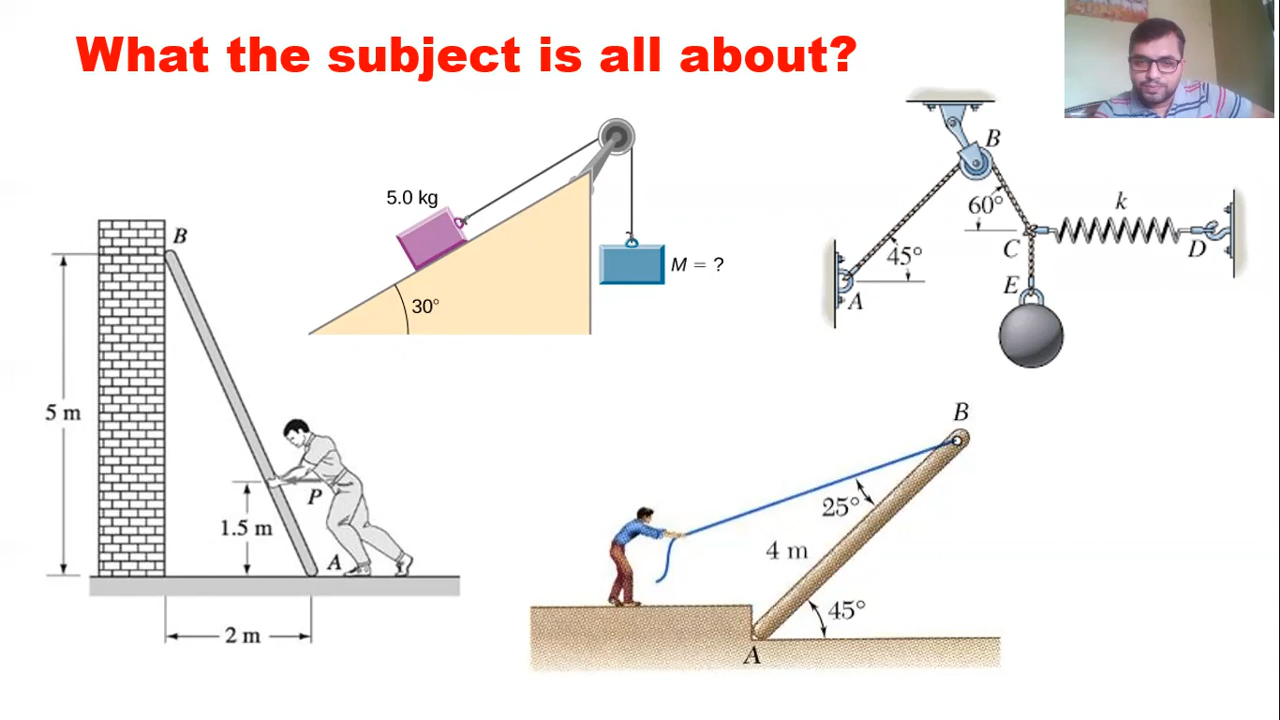 What the subject is all about?
B
5 m
1.5 m
P
A
2 m
5.0 kg
M = ?
30°
B
60°
k
C
D
45°
A
E
B
25°
4 m
45°
A